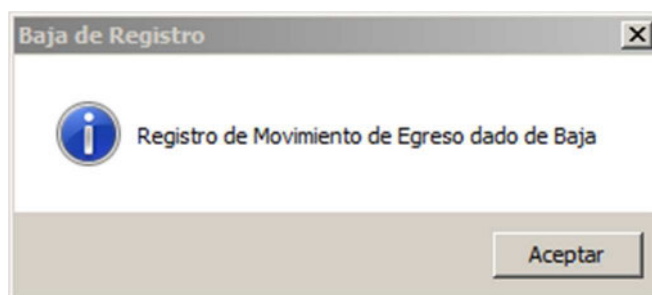 Baja de Registro
Registro de Movimiento de Egreso dado de Baja
Aceptar